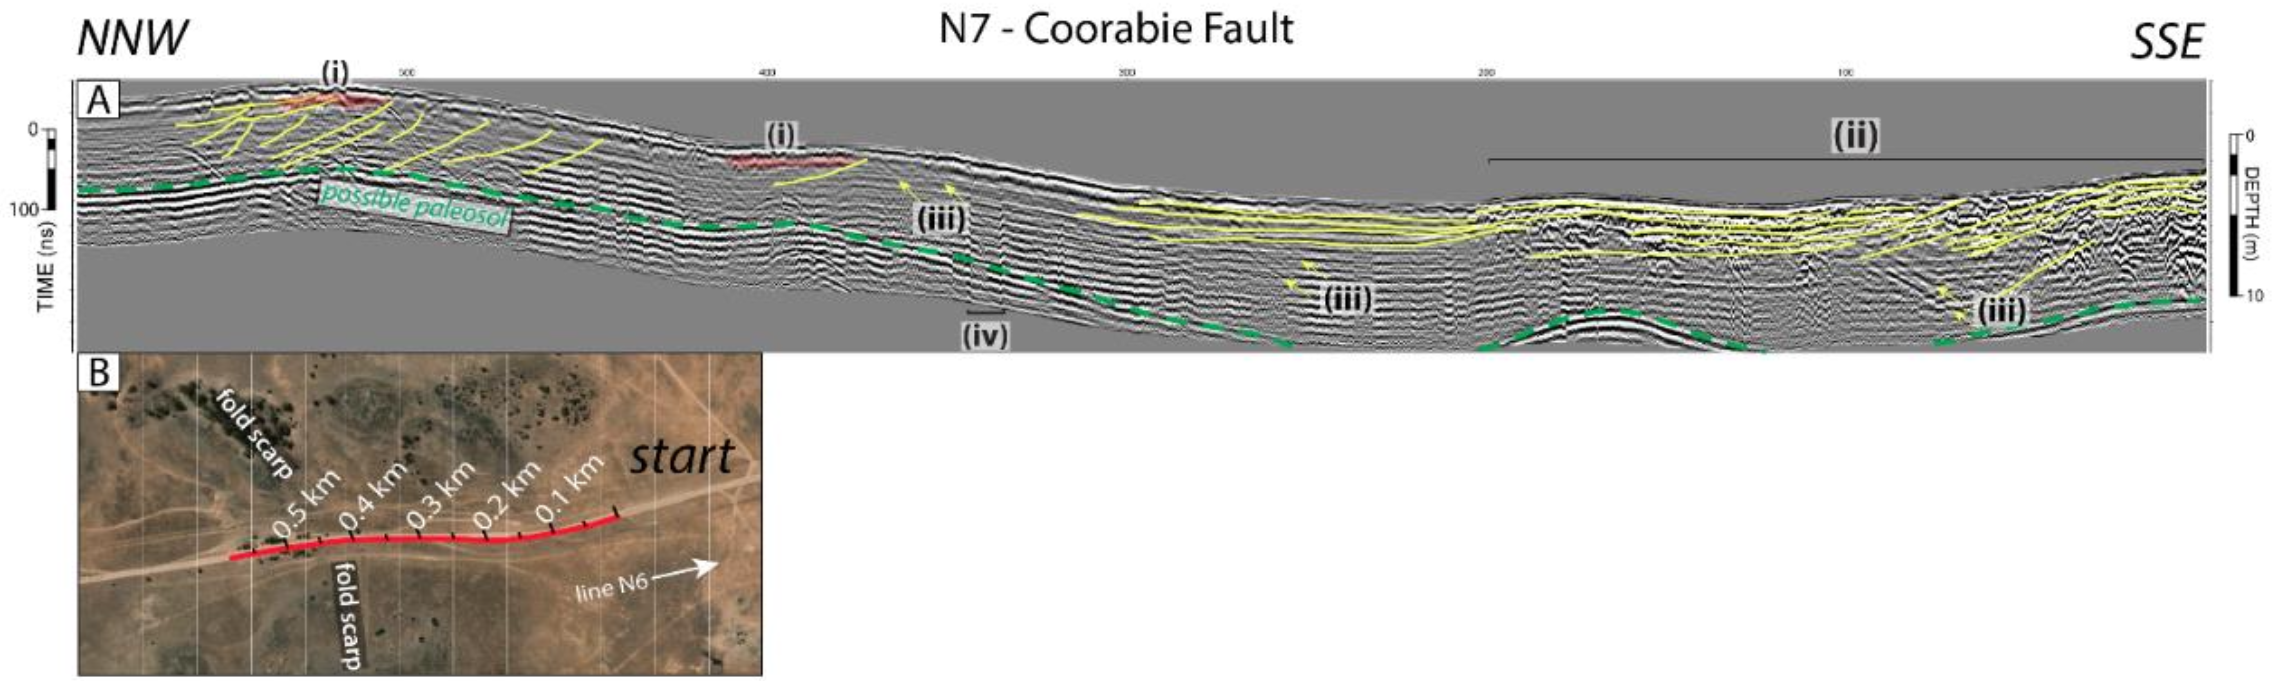 N7 - Coorabie Fault
NNW
SSE
A
(i)
500
400
300
200
100
(i)
(ii)
0
100
TIME (ns)
0
10
DEPTH (m)
possible paleosol
(iii)
(iii)
(iii)
(iv)
B
fold scarp
start
0.5 km
0.4 km
0.3 km
0.2 km
0.1 km
line N6
fold scarp